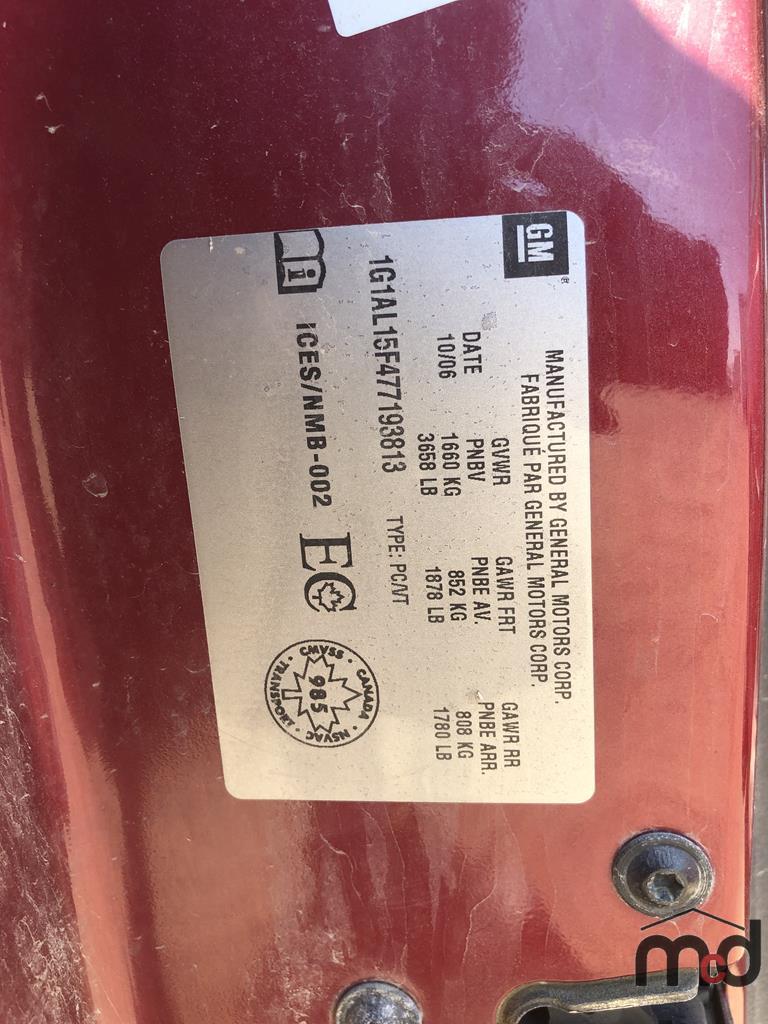 GM
MANUFACTURED BY GENERAL MOTORS CORP.
FABRIQUÉ PAR GENERAL MOTORS CORP.
DATE GVWR GAWR FRT GAWR RR
10/06 PNBV PNBE AV. PNBE ARR.
1660 KG 852 KG 808 KG
3658 LB 1878 LB 1780 LB
1G1AL15F477193813 TYPE: PC/VT
i ICES/NMB-002 EC
CANADA · NSVAC · TRANSPORT · CMVSS ·
985
mcd